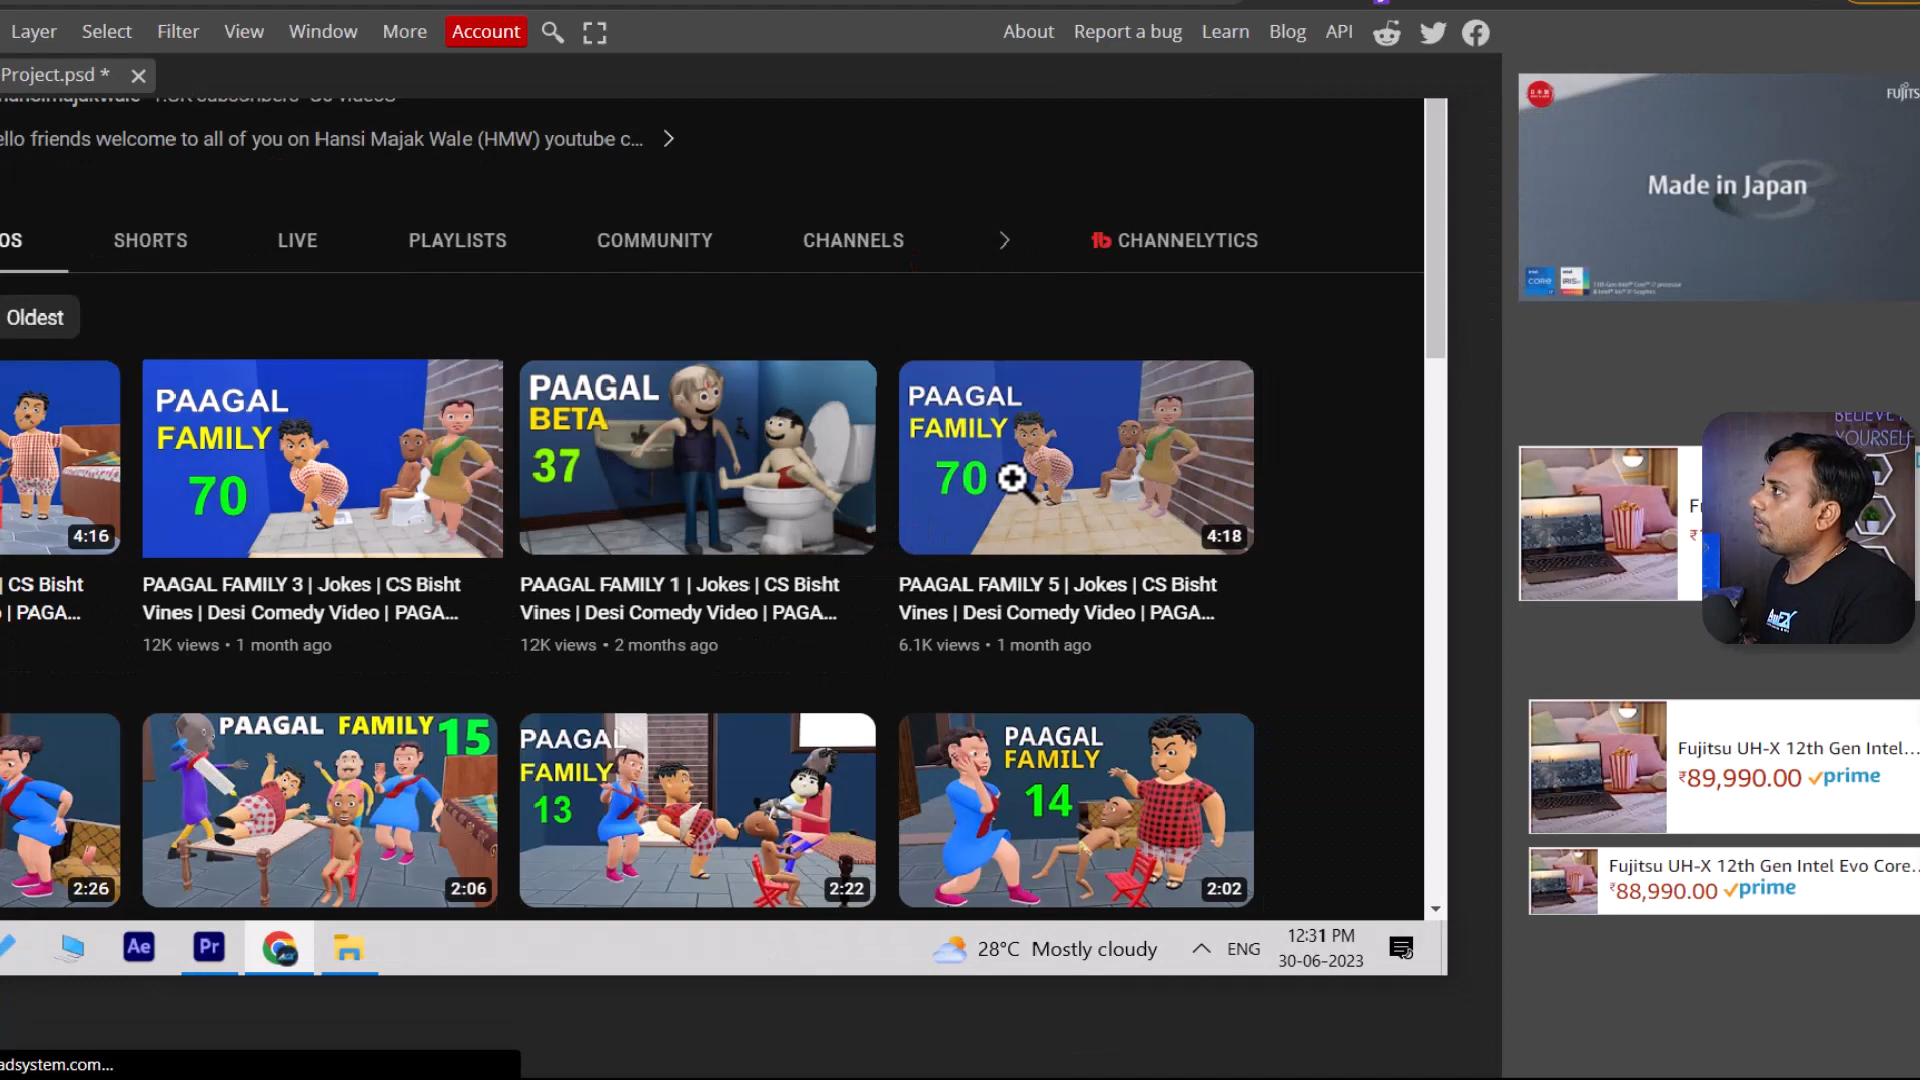 Layer Select Filter View Window More Account About Report a bug Learn Blog API
Project.psd *
ello friends welcome to all of you on Hansi Majak Wale (HMW) youtube c...
OS SHORTS LIVE PLAYLISTS COMMUNITY CHANNELS CHANNELYTICS
Oldest
4:16
PAAGAL
FAMILY
70
PAAGAL
BETA
37
PAAGAL
FAMILY
70
4:18
| CS Bisht
| PAGA...
PAAGAL FAMILY 3 | Jokes | CS Bisht
Vines | Desi Comedy Video | PAGA...
12K views • 1 month ago
PAAGAL FAMILY 1 | Jokes | CS Bisht
Vines | Desi Comedy Video | PAGA...
12K views • 2 months ago
PAAGAL FAMILY 5 | Jokes | CS Bisht
Vines | Desi Comedy Video | PAGA...
6.1K views • 1 month ago
2:26
PAAGAL FAMILY 15
2:06
PAAGAL
FAMILY
13
2:22
PAAGAL
FAMILY
14
2:02
Ae Pr 28°C Mostly cloudy ENG
12:31 PM
30-06-2023
adsystem.com...
FUJITS
Made in Japan
intel
CORE
BELIEVE
YOURSELF
Fujitsu UH-X 12th Gen Intel...
₹89,990.00 prime
Fujitsu UH-X 12th Gen Intel Evo Core...
₹88,990.00 prime